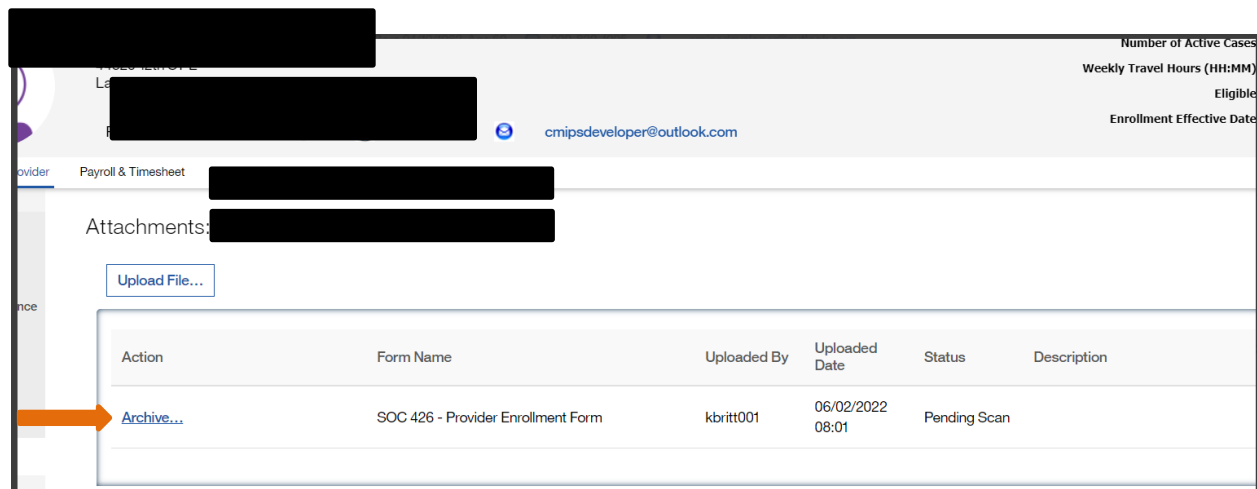 Number of Active Cases
Weekly Travel Hours (HH:MM)
La
Eligible
cmipsdeveloper@outlook.com
Enrollment Effective Date
ovider Payroll & Timesheet
Attachments:
Upload File...
nce
Action Form Name Uploaded By Uploaded Date Status Description
Archive... SOC 426 - Provider Enrollment Form kbritt001 06/02/2022 08:01 Pending Scan